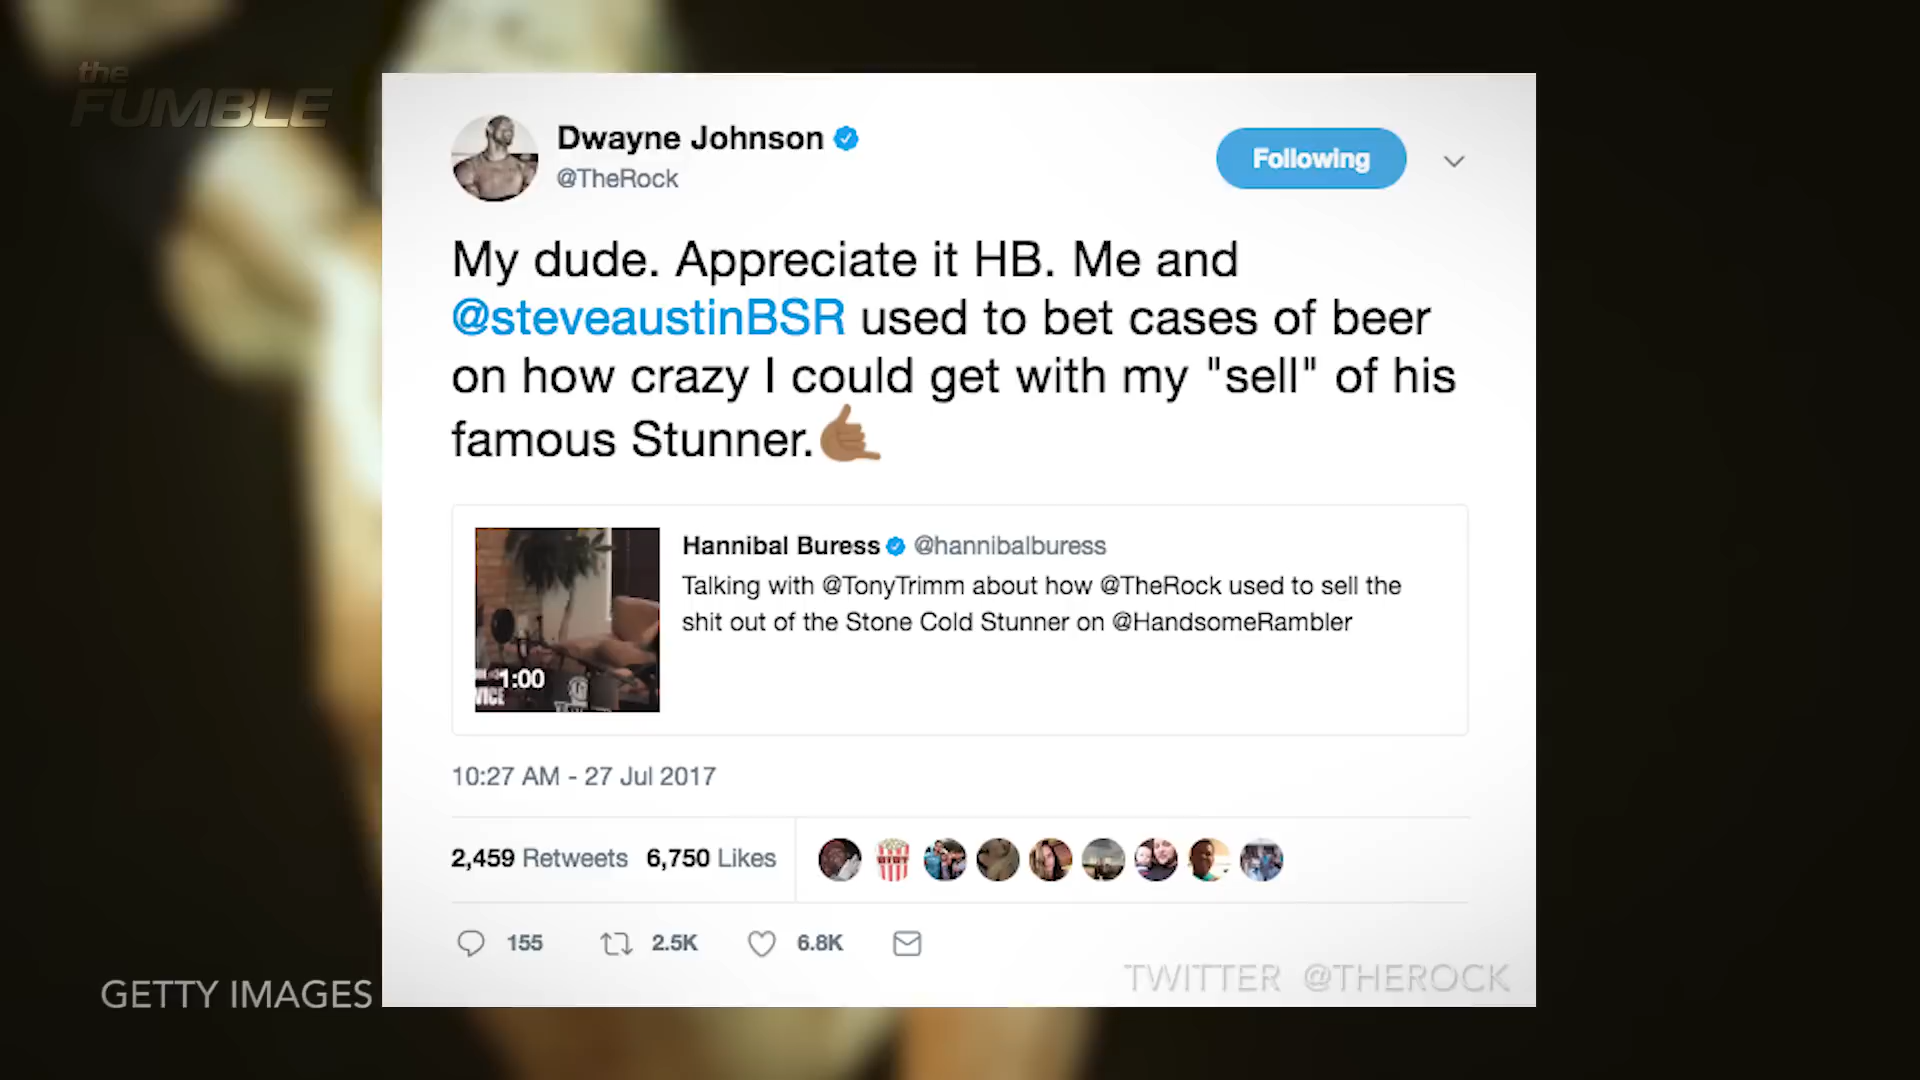 the
FUMBLE
Dwayne Johnson
@TheRock
Following
My dude. Appreciate it HB. Me and
@steveaustinBSR used to bet cases of beer
on how crazy I could get with my "sell" of his
famous Stunner.🤙🏾
Hannibal Buress @hannibalburess
Talking with @TonyTrimm about how @TheRock used to sell the
shit out of the Stone Cold Stunner on @HandsomeRambler
1:00
VICE
10:27 AM - 27 Jul 2017
2,459 Retweets 6,750 Likes
155 2.5K 6.8K
TWITTER @THEROCK
GETTY IMAGES